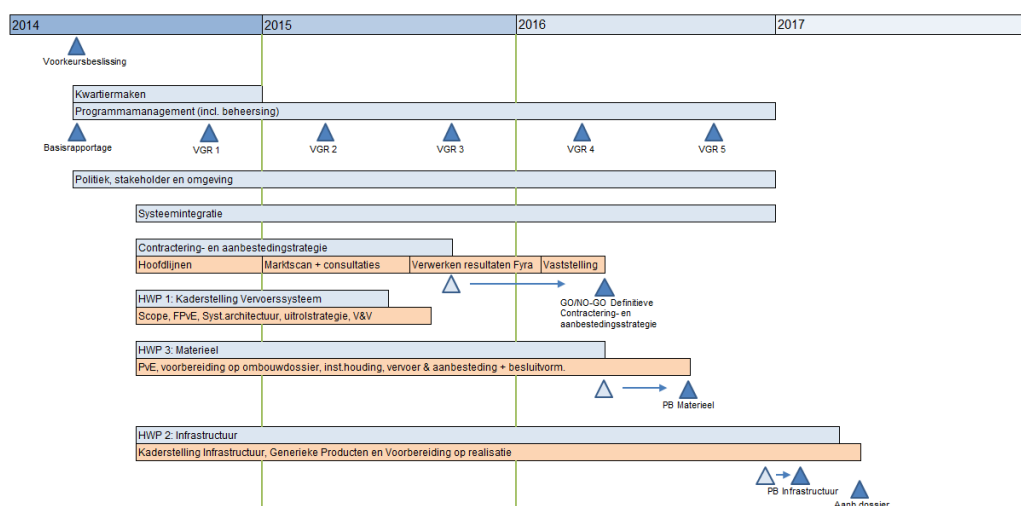 2014
2015
2016
2017
Voorkeursbeslissing
Kwartiermaken
Programmamanagement (incl. beheersing)
Basisrapportage
VGR 1
VGR 2
VGR 3
VGR 4
VGR 5
Politiek, stakeholder en omgeving
Systeemintegratie
Contractering- en aanbestedingstrategie
Hoofdlijnen
Marktscan + consultaties
Verwerken resultaten Fyra
Vaststelling
GO/NO-GO Definitieve
Contractering- en
aanbestedingsstrategie
HWP 1: Kaderstelling Vervoerssysteem
Scope, FPvE, Syst.architectuur, uitrolstrategie, V&V
HWP 3: Materieel
PvE, voorbereiding op ombouwdossier, inst.houding, vervoer & aanbesteding + besluitvorm.
PB Materieel
HWP 2: Infrastructuur
Kaderstelling Infrastructuur, Generieke Producten en Voorbereiding op realisatie
PB Infrastructuur
Aanb.dossier